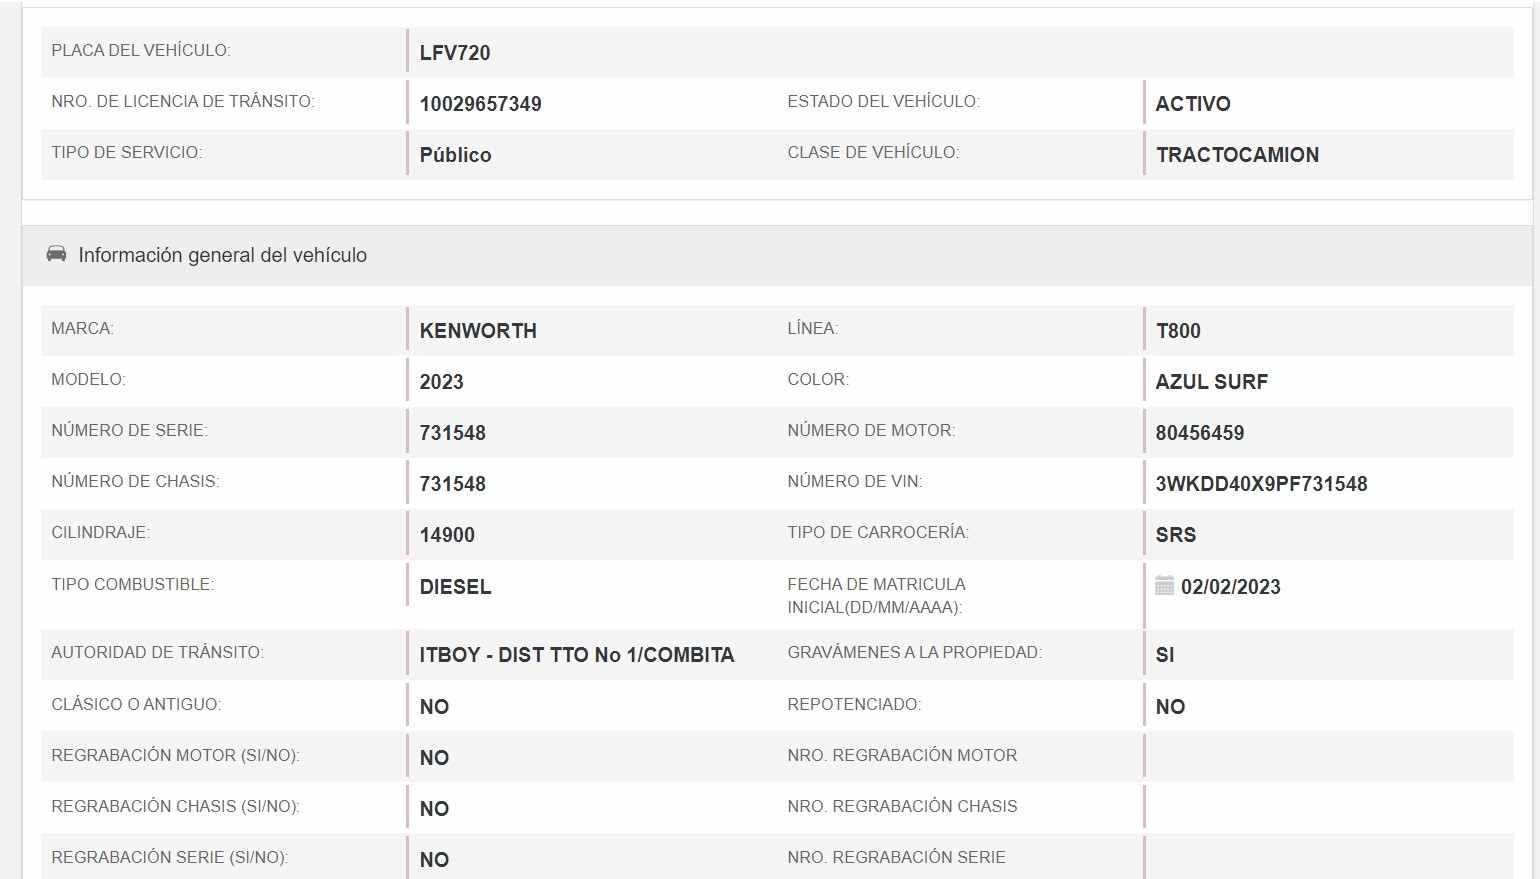 PLACA DEL VEHÍCULO: LFV720
NRO. DE LICENCIA DE TRÁNSITO: 10029657349 ESTADO DEL VEHÍCULO: ACTIVO
TIPO DE SERVICIO: Público CLASE DE VEHÍCULO: TRACTOCAMION
Información general del vehículo
MARCA: KENWORTH LÍNEA: T800
MODELO: 2023 COLOR: AZUL SURF
NÚMERO DE SERIE: 731548 NÚMERO DE MOTOR: 80456459
NÚMERO DE CHASIS: 731548 NÚMERO DE VIN: 3WKDD40X9PF731548
CILINDRAJE: 14900 TIPO DE CARROCERÍA: SRS
TIPO COMBUSTIBLE: DIESEL FECHA DE MATRICULA
INICIAL(DD/MM/AAAA): 02/02/2023
AUTORIDAD DE TRÁNSITO: ITBOY - DIST TTO No 1/COMBITA GRAVÁMENES A LA PROPIEDAD: SI
CLÁSICO O ANTIGUO: NO REPOTENCIADO: NO
REGRABACIÓN MOTOR (SI/NO): NO NRO. REGRABACIÓN MOTOR
REGRABACIÓN CHASIS (SI/NO): NO NRO. REGRABACIÓN CHASIS
REGRABACIÓN SERIE (SI/NO): NO NRO. REGRABACIÓN SERIE